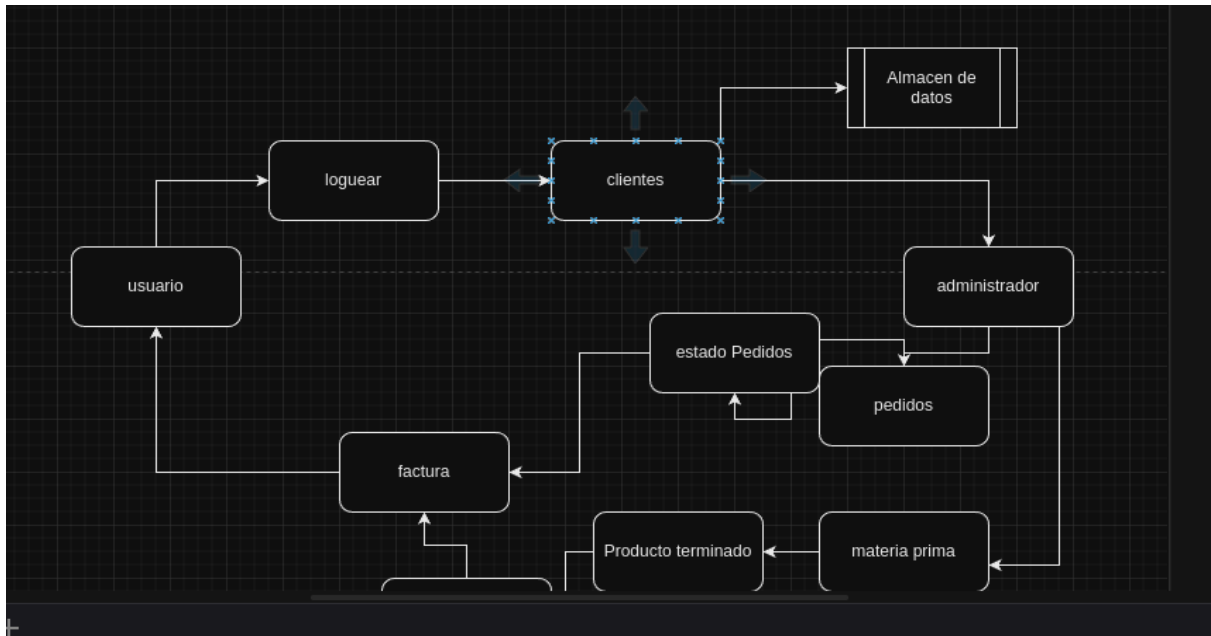 Almacen de
datos
loguear
clientes
usuario
administrador
estado Pedidos
pedidos
factura
Producto terminado
materia prima